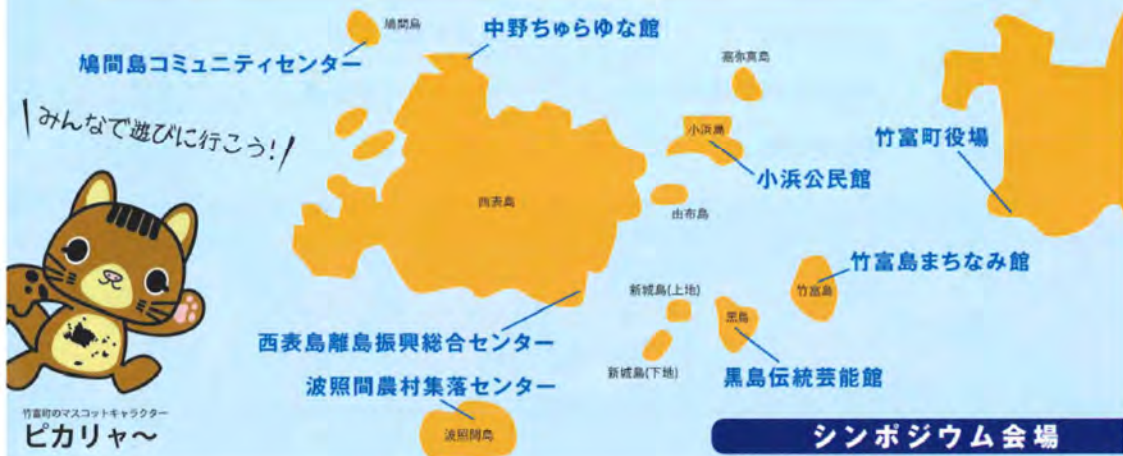 鳩間島
中野ちゅらゆな館
鳩間島コミュニティセンター
嘉弥真島
みんなで遊びに行こう!
小浜島
竹富町役場
小浜公民館
西表島
由布島
竹富島まちなみ館
新城島(上地)
竹富島
黒島
西表島離島振興総合センター
新城島(下地)
黒島伝統芸能館
波照間農村集落センター
竹富町のマスコットキャラクター
ピカリャ～
波照間島
シンポジウム会場